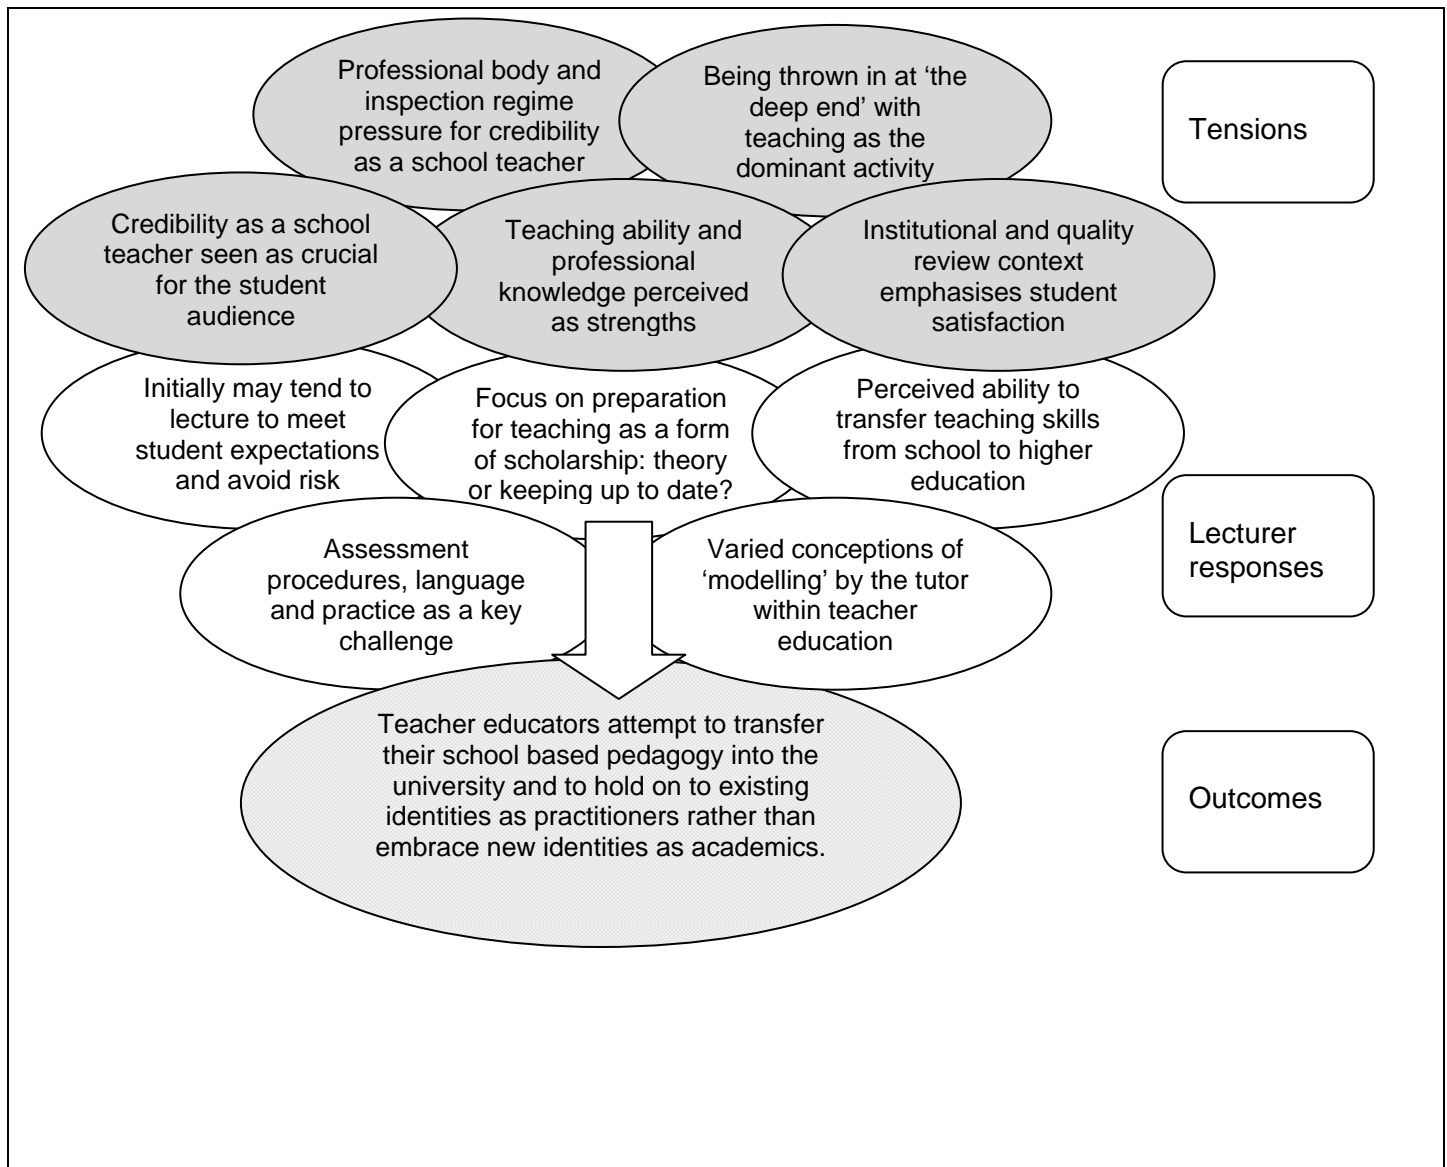 Professional body and
inspection regime
pressure for credibility
as a school teacher
Being thrown in at ‘the
deep end’ with
teaching as the
dominant activity
Tensions
Credibility as a school
teacher seen as crucial
for the student
audience
Teaching ability and
professional
knowledge perceived
as strengths
Institutional and quality
review context
emphasises student
satisfaction
Initially may tend to
lecture to meet
student expectations
and avoid risk
Focus on preparation
for teaching as a form
of scholarship: theory
or keeping up to date?
Perceived ability to
transfer teaching skills
from school to higher
education
Lecturer
responses
Assessment
procedures, language
and practice as a key
challenge
Varied conceptions of
‘modelling’ by the tutor
within teacher
education
Teacher educators attempt to transfer
their school based pedagogy into the
university and to hold on to existing
identities as practitioners rather than
embrace new identities as academics.
Outcomes